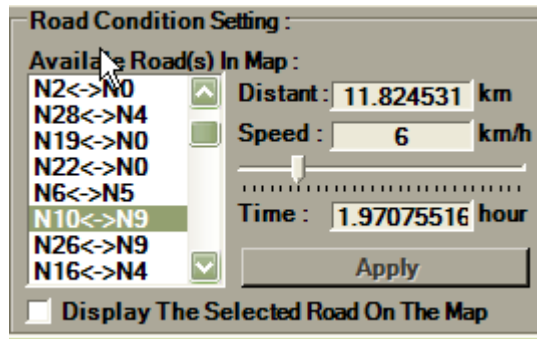 Road Condition Setting :
Availale Road(s) In Map :
N2<->N0
N28<->N4
N19<->N0
N22<->N0
N6<->N5
N10<->N9
N26<->N9
N16<->N4
Distant : 11.824531 km
Speed : 6 km/h
Time : 1.97075516 hour
Apply
Display The Selected Road On The Map